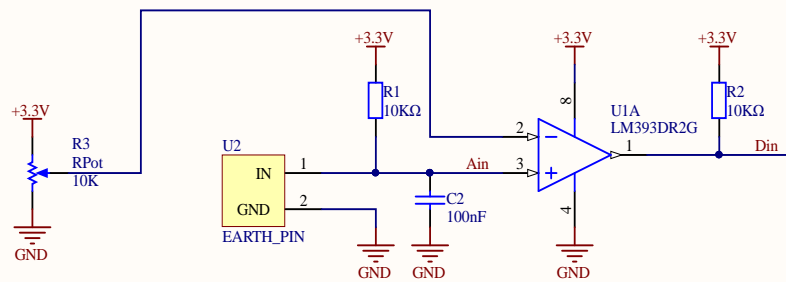 +3.3V
R3
RPot
10K
GND
U2
IN
1
GND
2
EARTH_PIN
+3.3V
R1
10KΩ
GND
GND
C2
100nF
Ain
+3.3V
8
2
3
1
4
U1A
LM393DR2G
GND
+3.3V
R2
10KΩ
Din